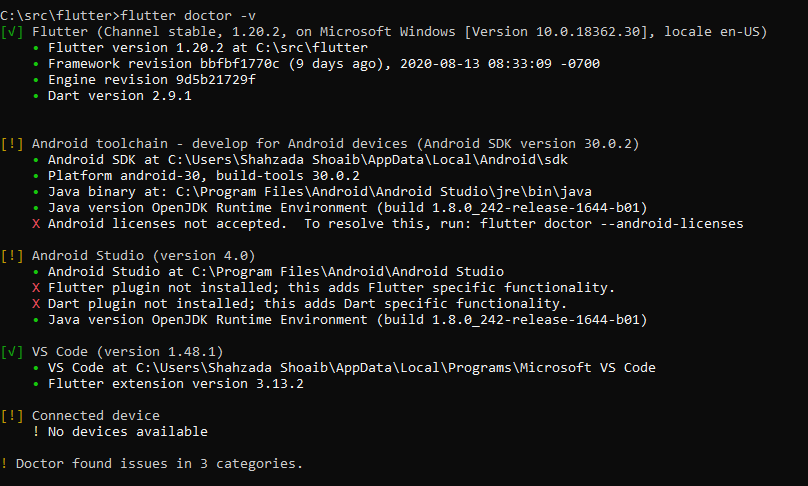 C:\src\flutter>flutter doctor -v
[√] Flutter (Channel stable, 1.20.2, on Microsoft Windows [Version 10.0.18362.30], locale en-US)
• Flutter version 1.20.2 at C:\src\flutter
• Framework revision bbfbf1770c (9 days ago), 2020-08-13 08:33:09 -0700
• Engine revision 9d5b21729f
• Dart version 2.9.1
[!] Android toolchain - develop for Android devices (Android SDK version 30.0.2)
• Android SDK at C:\Users\Shahzada Shoaib\AppData\Local\Android\sdk
• Platform android-30, build-tools 30.0.2
• Java binary at: C:\Program Files\Android\Android Studio\jre\bin\java
• Java version OpenJDK Runtime Environment (build 1.8.0_242-release-1644-b01)
X Android licenses not accepted.  To resolve this, run: flutter doctor --android-licenses
[!] Android Studio (version 4.0)
• Android Studio at C:\Program Files\Android\Android Studio
X Flutter plugin not installed; this adds Flutter specific functionality.
X Dart plugin not installed; this adds Dart specific functionality.
• Java version OpenJDK Runtime Environment (build 1.8.0_242-release-1644-b01)
[√] VS Code (version 1.48.1)
• VS Code at C:\Users\Shahzada Shoaib\AppData\Local\Programs\Microsoft VS Code
• Flutter extension version 3.13.2
[!] Connected device
! No devices available
! Doctor found issues in 3 categories.